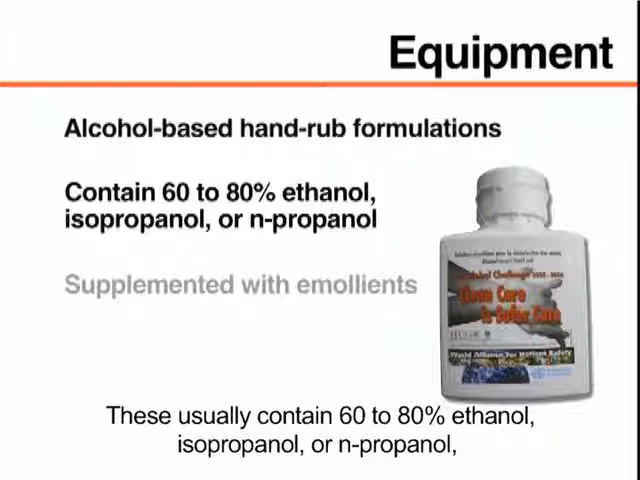 Equipment
Alcohol-based hand-rub formulations
Contain 60 to 80% ethanol,
isopropanol, or n-propanol
Supplemented with emollients
Clean Care
is Safer Care
World Alliance For Patient Safety
These usually contain 60 to 80% ethanol,
isopropanol, or n-propanol,